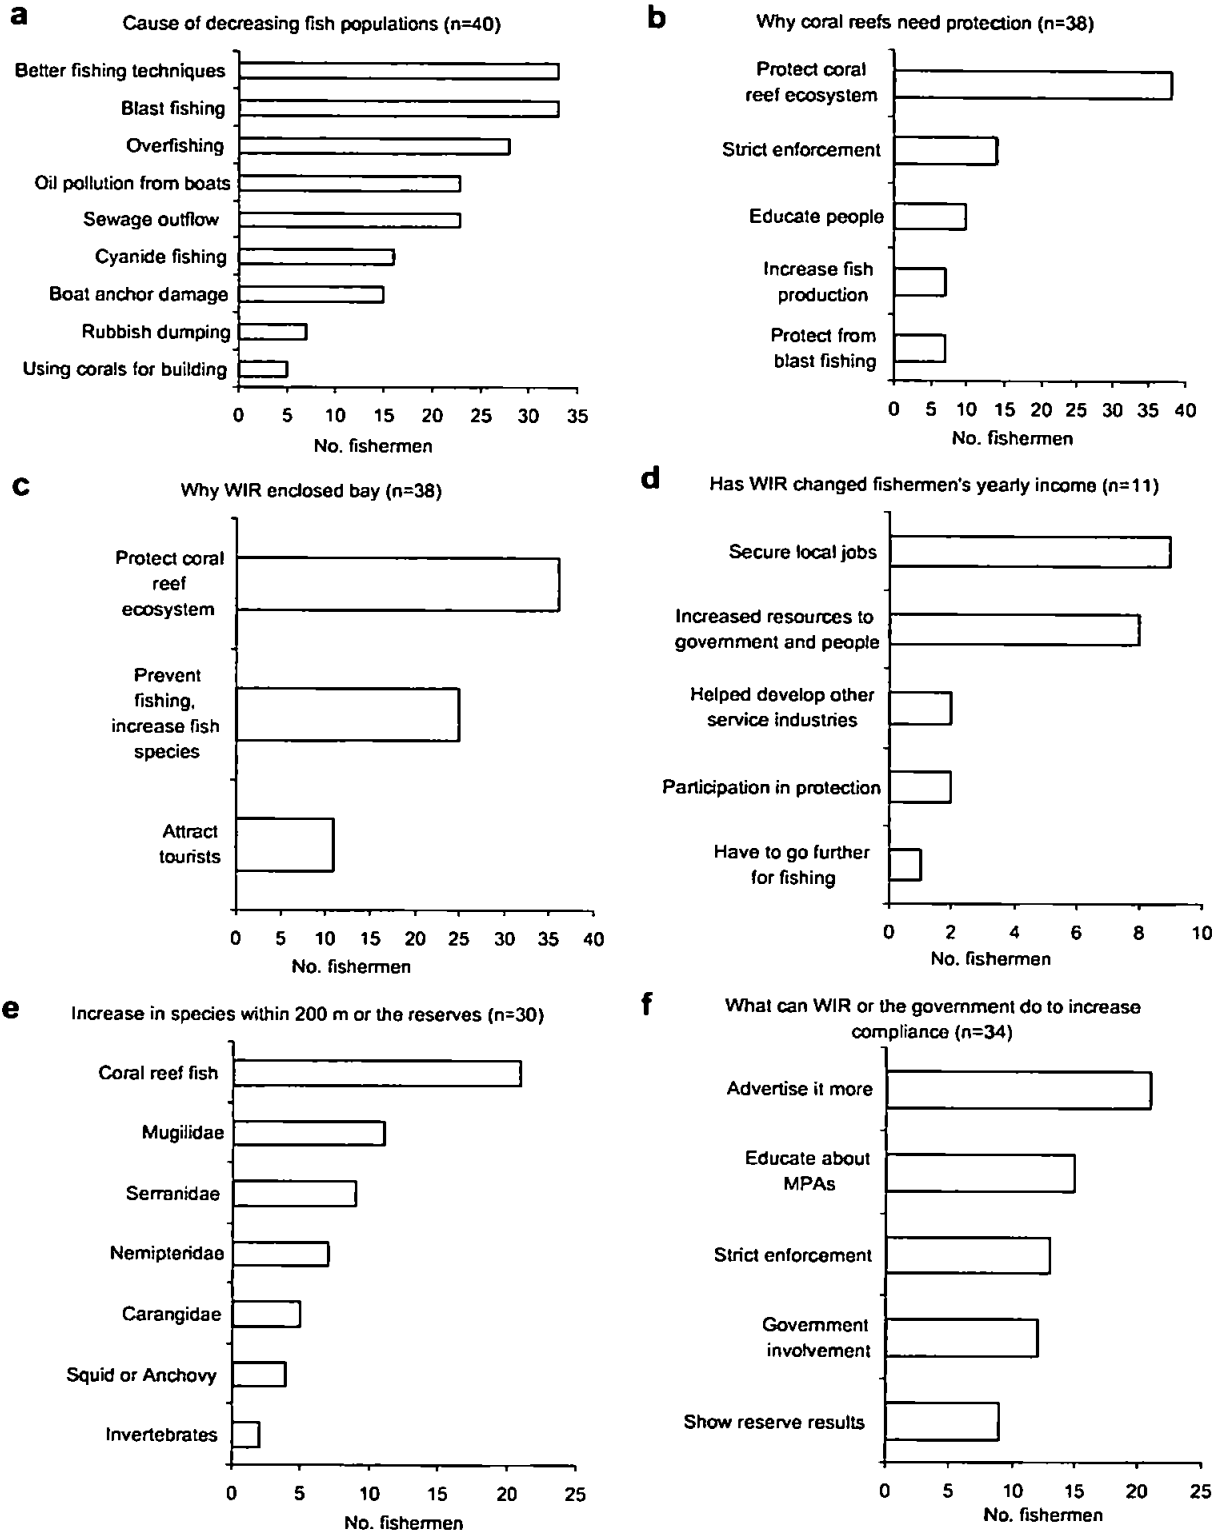 a
Cause of decreasing fish populations (n=40)
Better fishing techniques
Blast fishing
Overfishing
Oil pollution from boats
Sewage outflow
Cyanide fishing
Boat anchor damage
Rubbish dumping
Using corals for building
0 5 10 15 20 25 30 35
No. fishermen
b
Why coral reefs need protection (n=38)
Protect coral
reef ecosystem
Strict enforcement
Educate people
Increase fish
production
Protect from
blast fishing
0 5 10 15 20 25 30 35 40
No. fishermen
c
Why WIR enclosed bay (n=38)
Protect coral
reef
ecosystem
Prevent
fishing,
increase fish
species
Attract
tourists
0 5 10 15 20 25 30 35 40
No. fishermen
d
Has WIR changed fishermen's yearly income (n=11)
Secure local jobs
Increased resources to
government and people
Helped develop other
service industries
Participation in protection
Have to go further
for fishing
0 2 4 6 8 10
No. fishermen
e
Increase in species within 200 m or the reserves (n=30)
Coral reef fish
Mugilidae
Serranidae
Nemipteridae
Carangidae
Squid or Anchovy
Invertebrates
0 5 10 15 20 25
No. fishermen
f
What can WIR or the government do to increase
compliance (n=34)
Advertise it more
Educate about
MPAs
Strict enforcement
Government
involvement
Show reserve results
0 5 10 15 20 25
No. fishermen